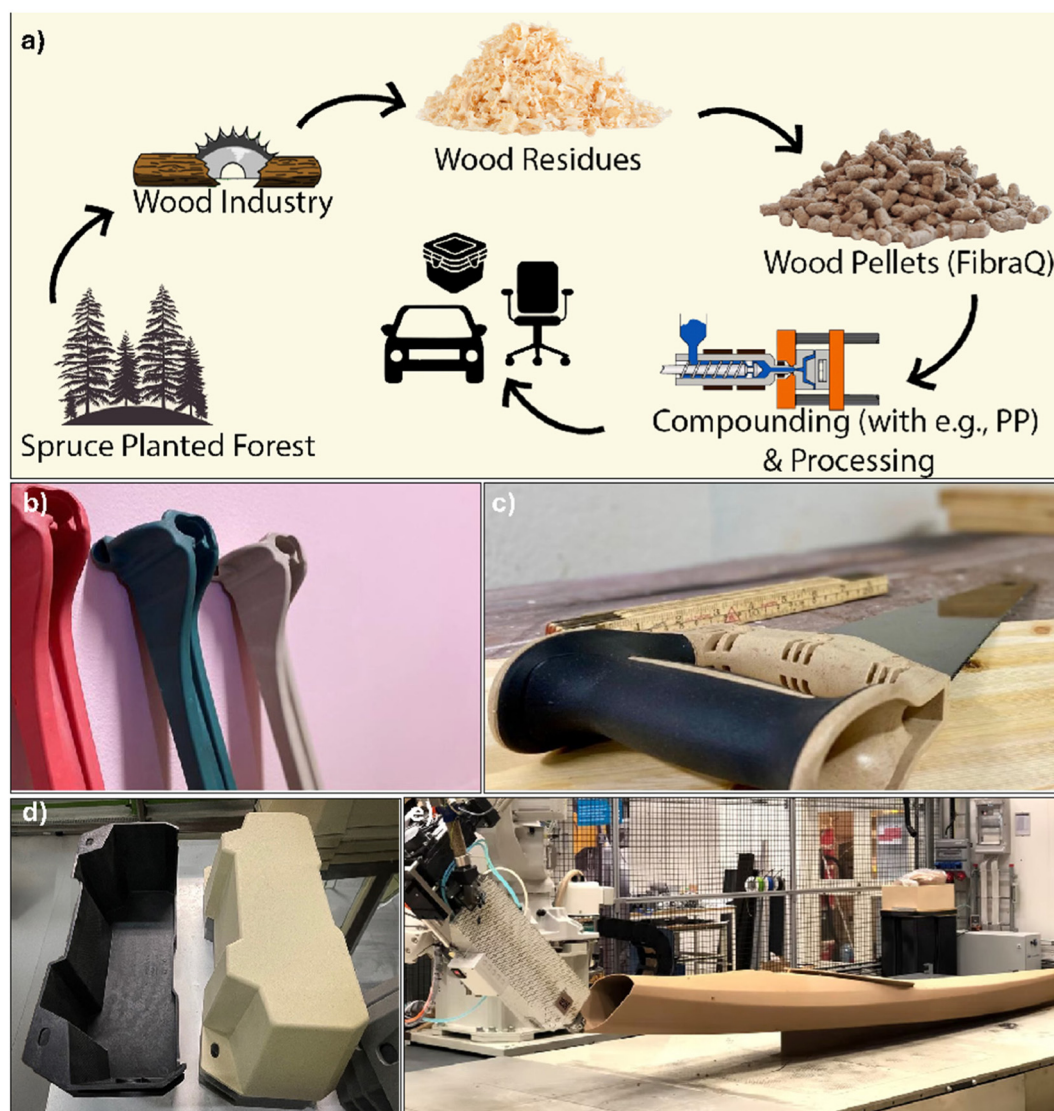 a)
Wood Residues
Wood Industry
Wood Pellets (FibraQ)
Spruce Planted Forest
Compounding (with e.g., PP)
& Processing
b)
c)
d)
e)